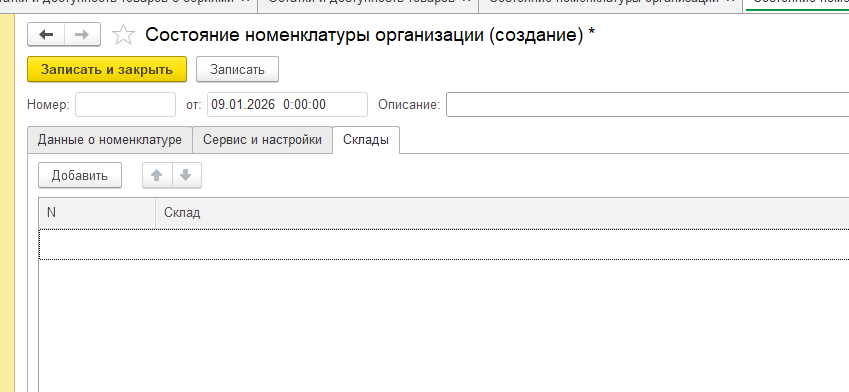 Состояние номенклатуры организации (создание) *
Записать и закрыть Записать
Номер: от: 09.01.2026 0:00:00 Описание:
Данные о номенклатуре Сервис и настройки Склады
Добавить
N Склад